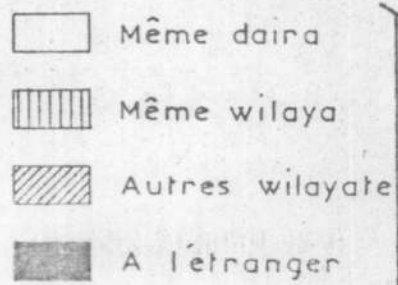 Même daira
Même wilaya
Autres wilayate
A l'étranger